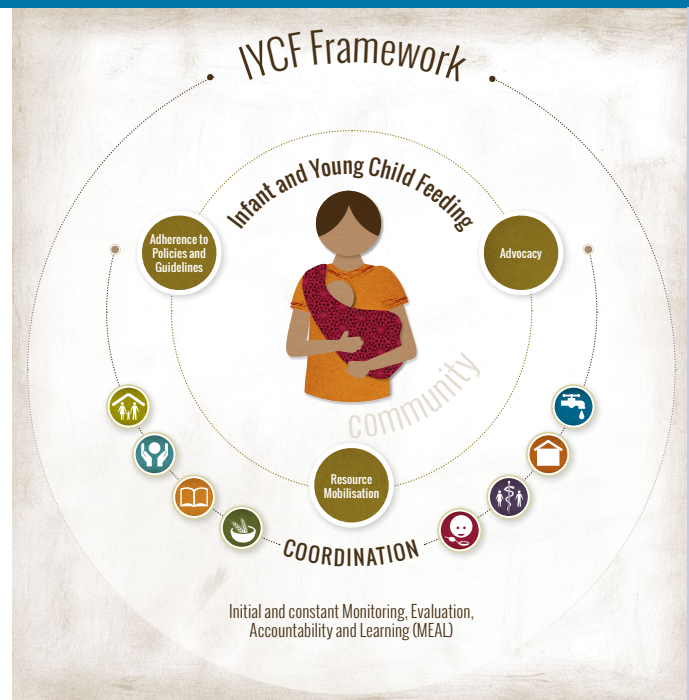 IYCF Framework
Infant and Young Child Feeding
Adherence to
Policies and
Guidelines
Advocacy
community
Resource
Mobilisation
COORDINATION
Initial and constant Monitoring, Evaluation,
Accountability and Learning (MEAL)